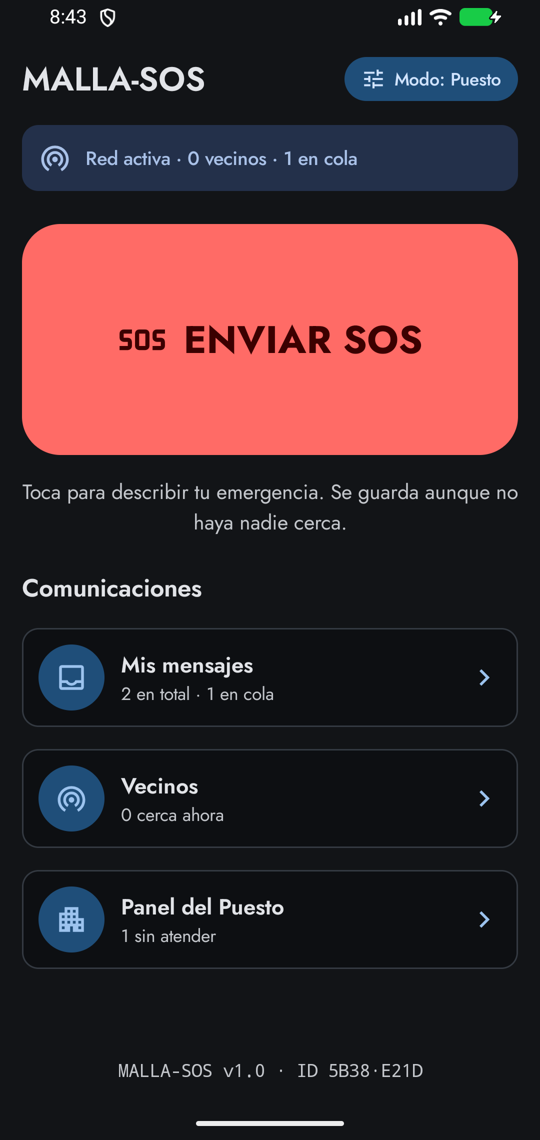 8:43
MALLA-SOS
Modo: Puesto
Red activa · 0 vecinos · 1 en cola
SOS ENVIAR SOS
Toca para describir tu emergencia. Se guarda aunque no
haya nadie cerca.
Comunicaciones
Mis mensajes
2 en total · 1 en cola
Vecinos
0 cerca ahora
Panel del Puesto
1 sin atender
MALLA-SOS v1.0 · ID 5B38·E21D